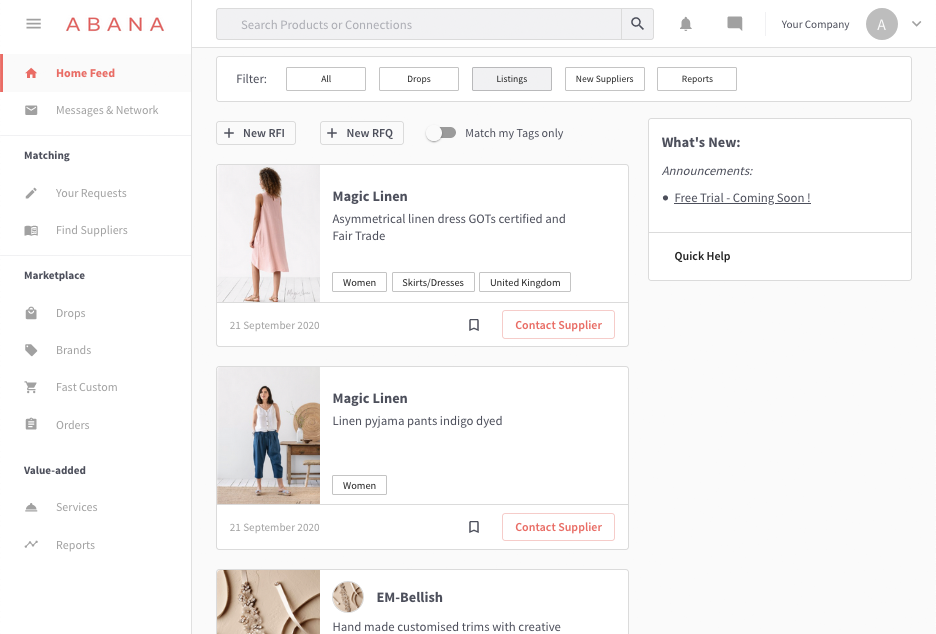 ABANA
Search Products or Connections
Your Company
A
Home Feed
Messages & Network
Matching
Your Requests
Find Suppliers
Marketplace
Drops
Brands
Fast Custom
Orders
Value-added
Services
Reports
Filter:
All
Drops
Listings
New Suppliers
Reports
+ New RFI
+ New RFQ
Match my Tags only
Magic Linen
Asymmetrical linen dress GOTs certified and
Fair Trade
Women
Skirts/Dresses
United Kingdom
21 September 2020
Contact Supplier
Magic Linen
Linen pyjama pants indigo dyed
Women
21 September 2020
Contact Supplier
EM-Bellish
Hand made customised trims with creative
What's New:
Announcements:
• Free Trial - Coming Soon !
Quick Help